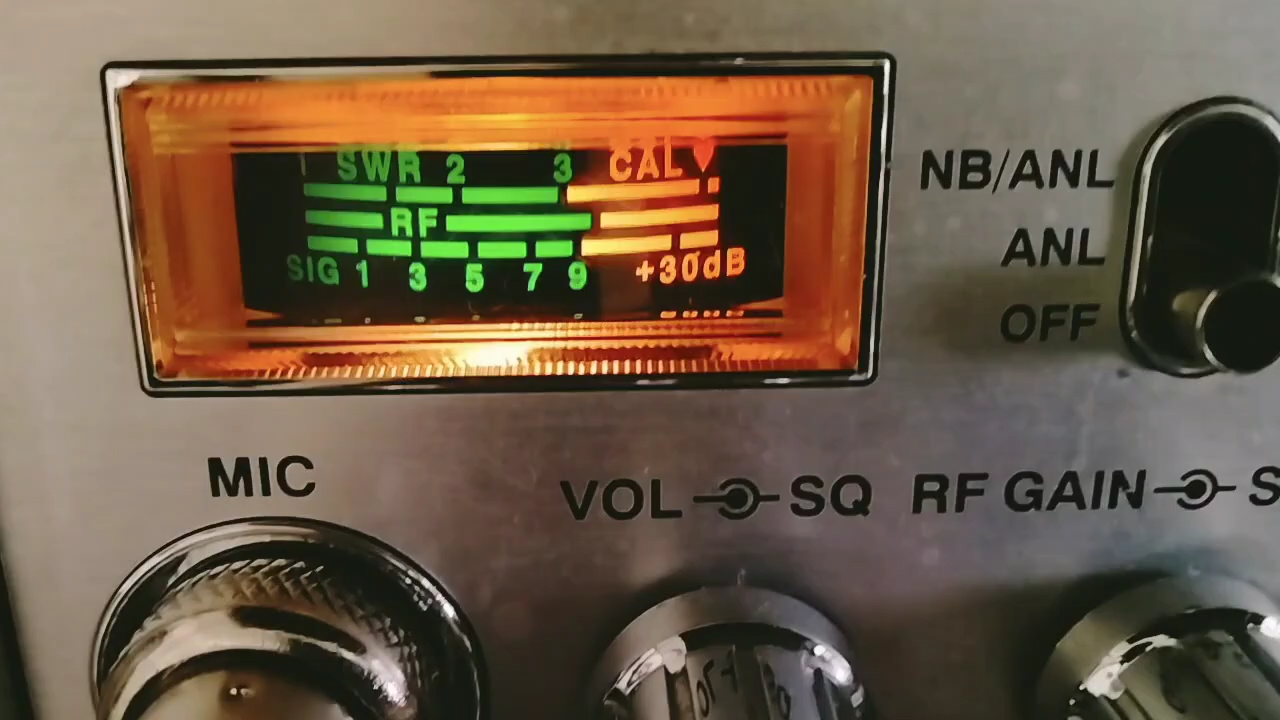 SWR 2 3 CAL
RF
SIG 1 3 5 7 9 +30dB
NB/ANL
ANL
OFF
MIC
VOL SQ RF GAIN